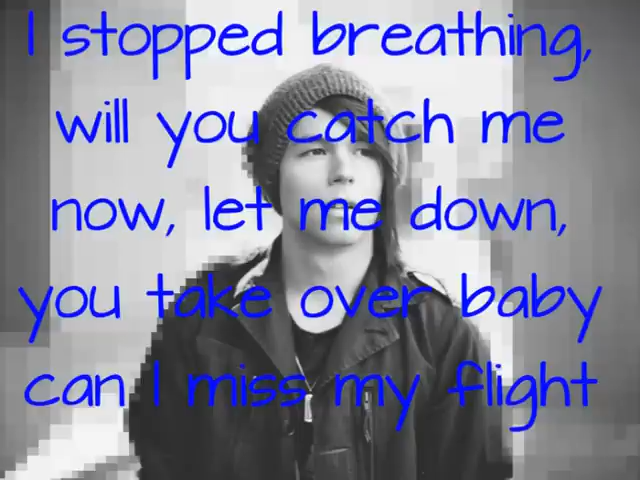 I stopped breathing,
will you catch me
now, let me down,
you take over baby
can I miss my flight